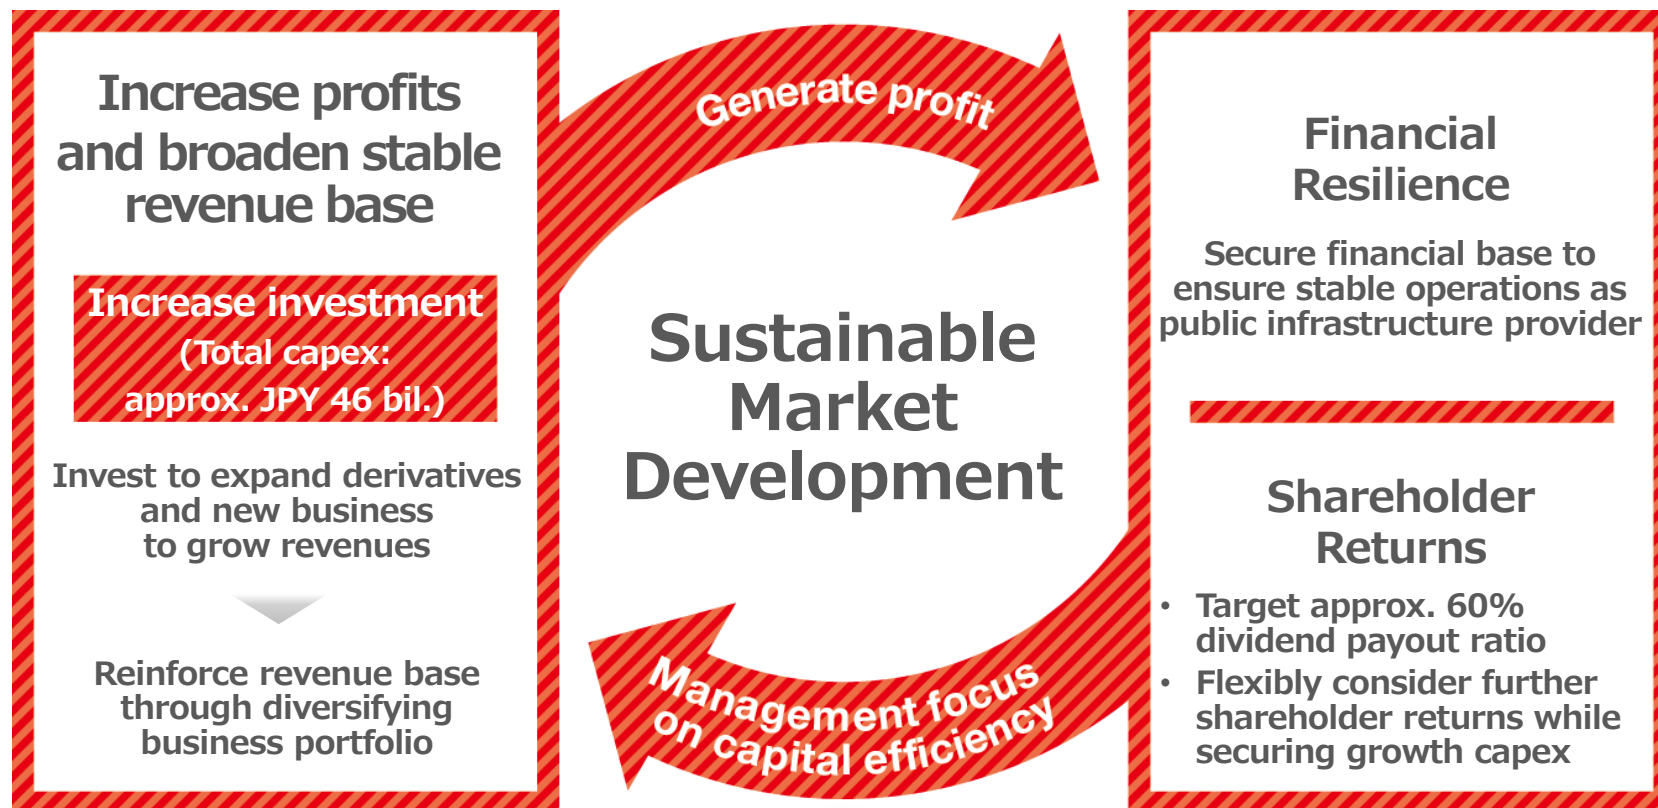 Increase profits
and broaden stable
revenue base
Increase investment
(Total capex:
approx. JPY 46 bil.)
Invest to expand derivatives
and new business
to grow revenues
Reinforce revenue base
through diversifying
business portfolio
Generate profit
Sustainable
Market
Development
Management focus
on capital efficiency
Financial
Resilience
Secure financial base to
ensure stable operations as
public infrastructure provider
Shareholder
Returns
• Target approx. 60%
dividend payout ratio
• Flexibly consider further
shareholder returns while
securing growth capex